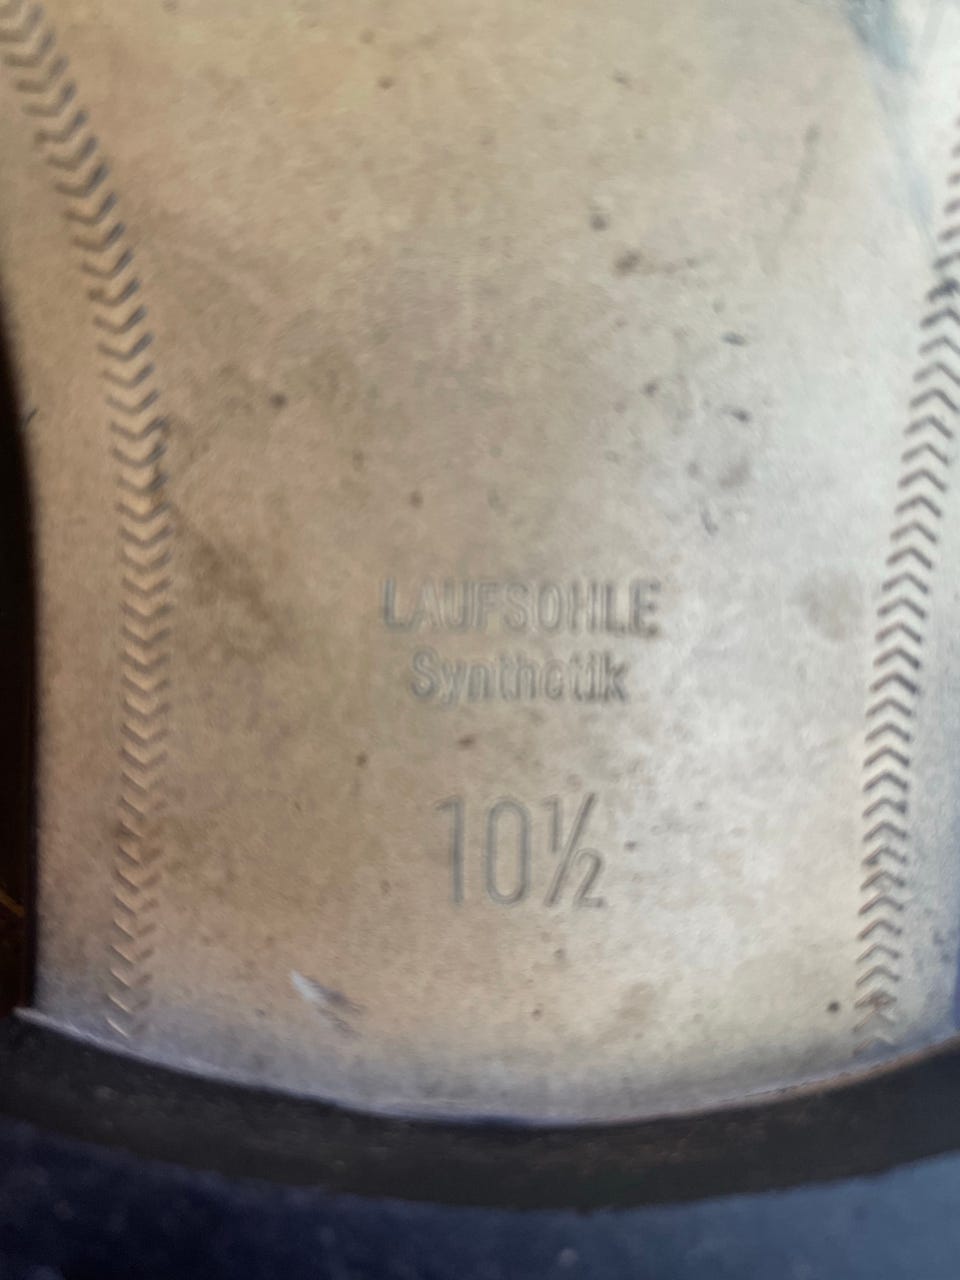 LAUFSOHLE
Synthetik
10½